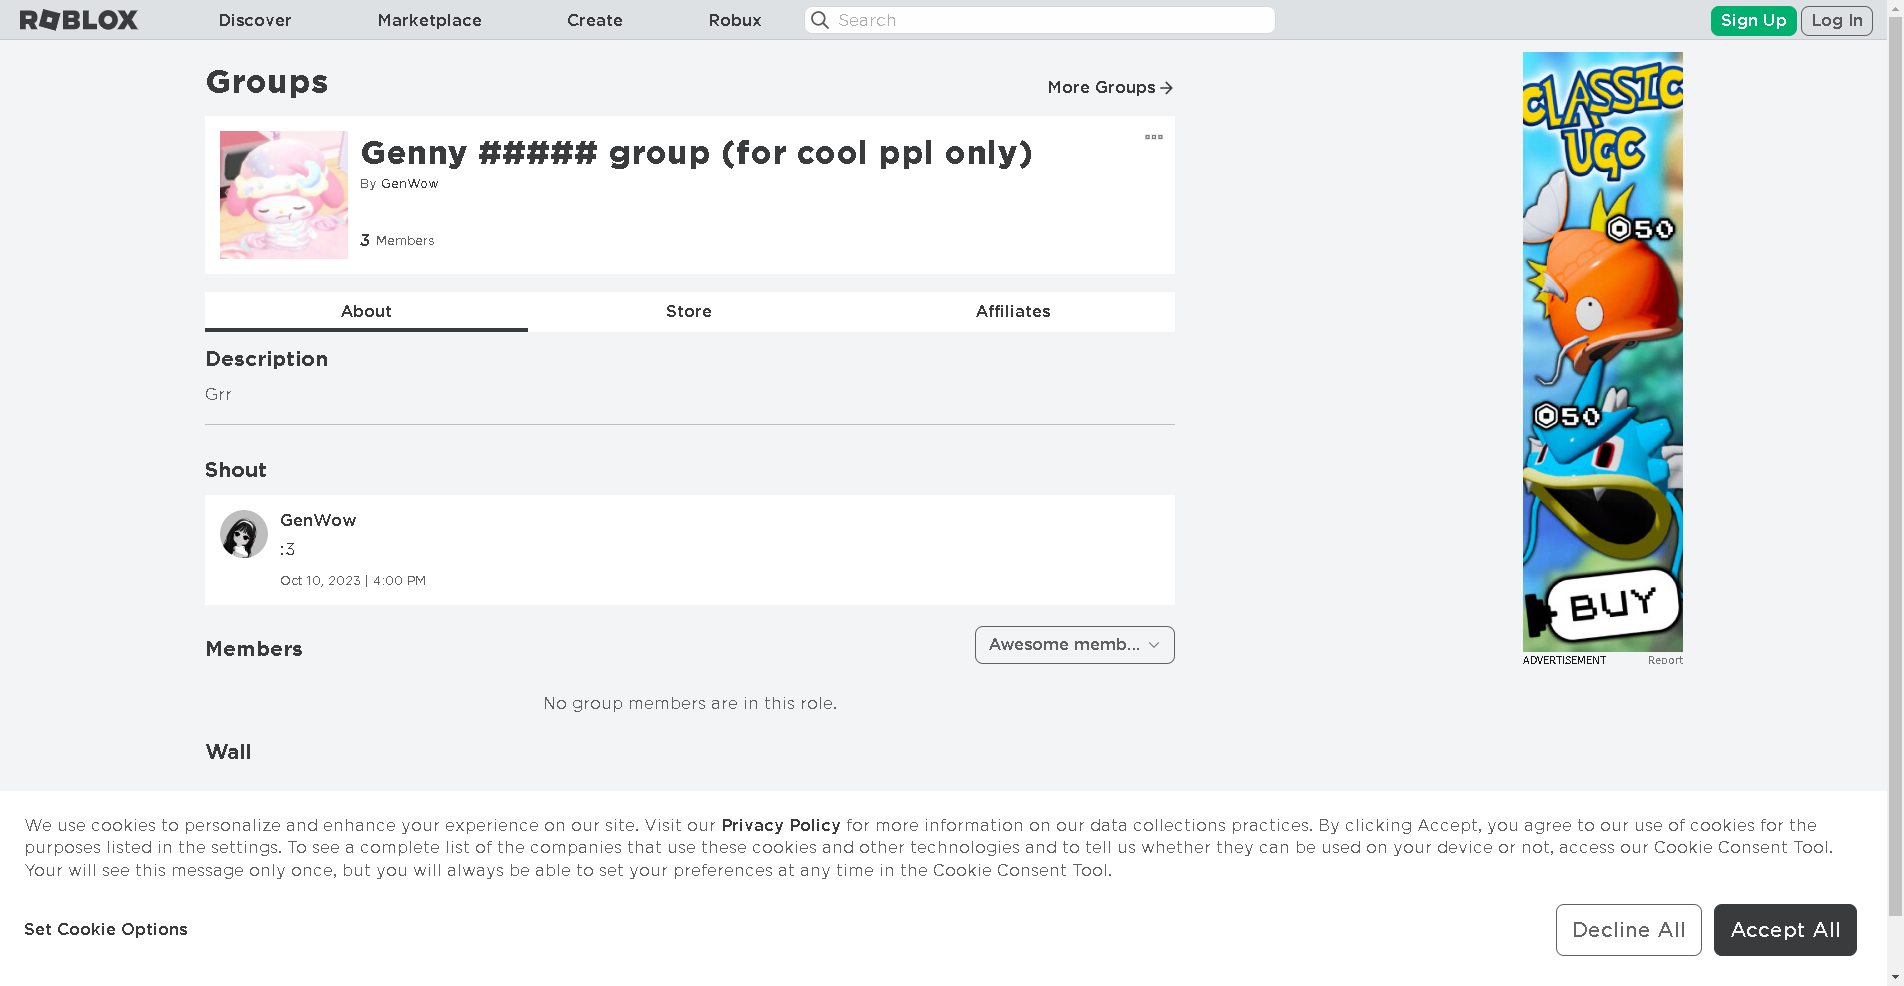 ROBLOX
Discover
Marketplace
Create
Robux
Search
Sign Up
Log In
Groups
More Groups
Genny ##### group (for cool ppl only)
By GenWow
3 Members
About
Store
Affiliates
Description
Grr
Shout
GenWow
:3
Oct 10, 2023 | 4:00 PM
Members
Awesome memb...
No group members are in this role.
Wall
CLASSIC
UGC
50
50
BUY
ADVERTISEMENT
Report
We use cookies to personalize and enhance your experience on our site. Visit our Privacy Policy for more information on our data collections practices. By clicking Accept, you agree to our use of cookies for the
purposes listed in the settings. To see a complete list of the companies that use these cookies and other technologies and to tell us whether they can be used on your device or not, access our Cookie Consent Tool.
Your will see this message only once, but you will always be able to set your preferences at any time in the Cookie Consent Tool.
Set Cookie Options
Decline All
Accept All